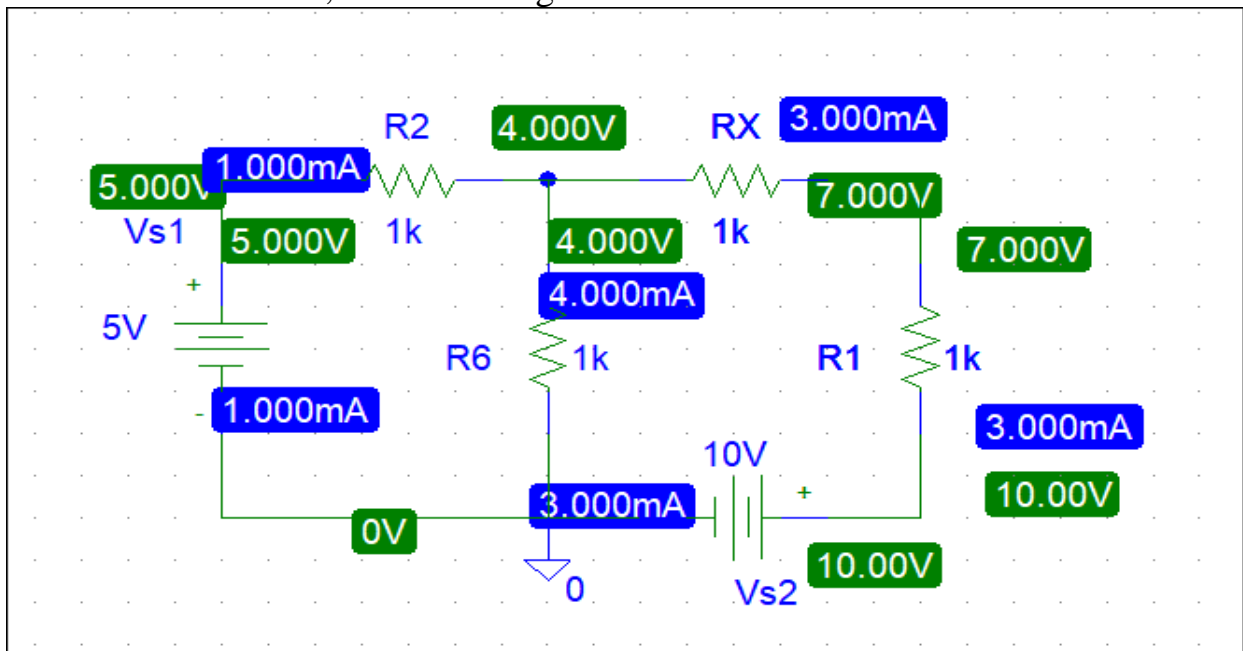 R2
4.000V
RX
3.000mA
1.000mA
5.000V
7.000V
Vs1
5.000V
1k
4.000V
1k
7.000V
+
4.000mA
5V
R6
1k
R1
1k
-
1.000mA
3.000mA
10V
+
10.00V
3.000mA
0V
10.00V
0
Vs2